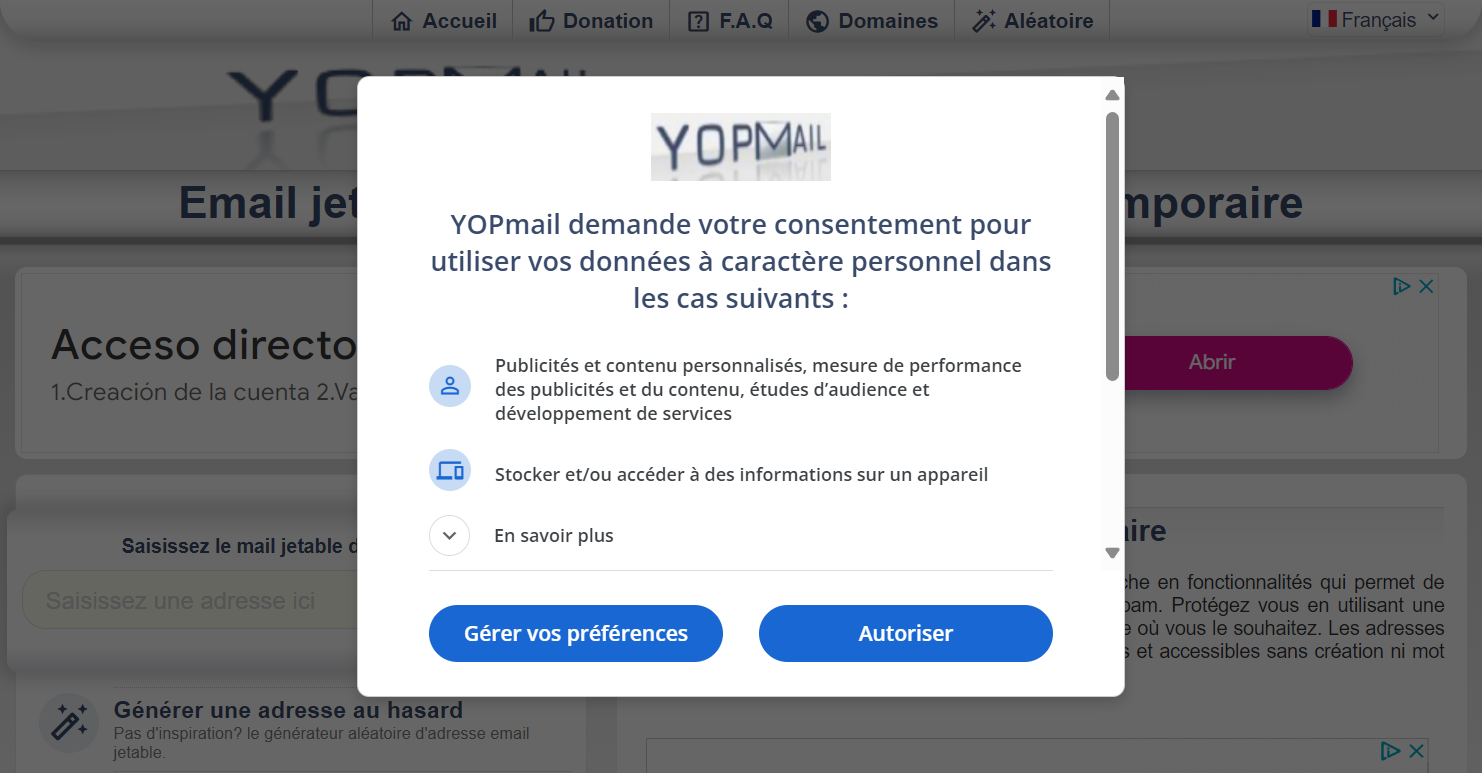 Accueil
Donation
F.A.Q
Domaines
Aléatoire
Français
YOPMAIL
YOPMAIL
Email jet
mporaire
YOPmail demande votre consentement pour
utiliser vos données à caractère personnel dans
les cas suivants :
Acceso directo
1.Creación de la cuenta 2.Va
Abrir
Publicités et contenu personnalisés, mesure de performance
des publicités et du contenu, études d’audience et
développement de services
Stocker et/ou accéder à des informations sur un appareil
En savoir plus
Gérer vos préférences
Autoriser
Saisissez le mail jetable d
Saisissez une adresse ici
Générer une adresse au hasard
Pas d'inspiration? le générateur aléatoire d'adresse email
jetable.
aire
che en fonctionnalités qui permet de
pam. Protégez vous en utilisant une
e où vous le souhaitez. Les adresses
s et accessibles sans création ni mot